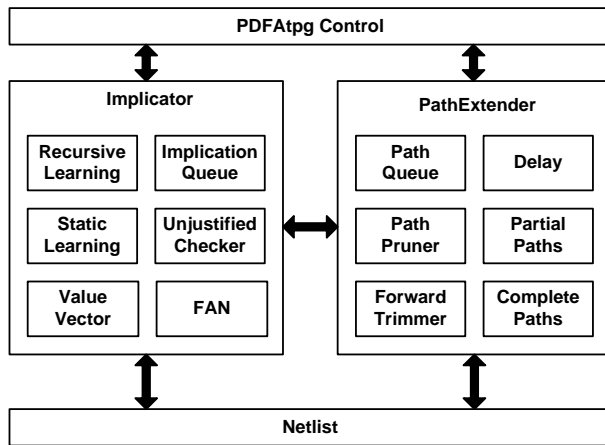 PDFAtpg Control
Implicator
Recursive
Learning
Implication
Queue
Static
Learning
Unjustified
Checker
Value
Vector
FAN
PathExtender
Path
Queue
Delay
Path
Pruner
Partial
Paths
Forward
Trimmer
Complete
Paths
Netlist